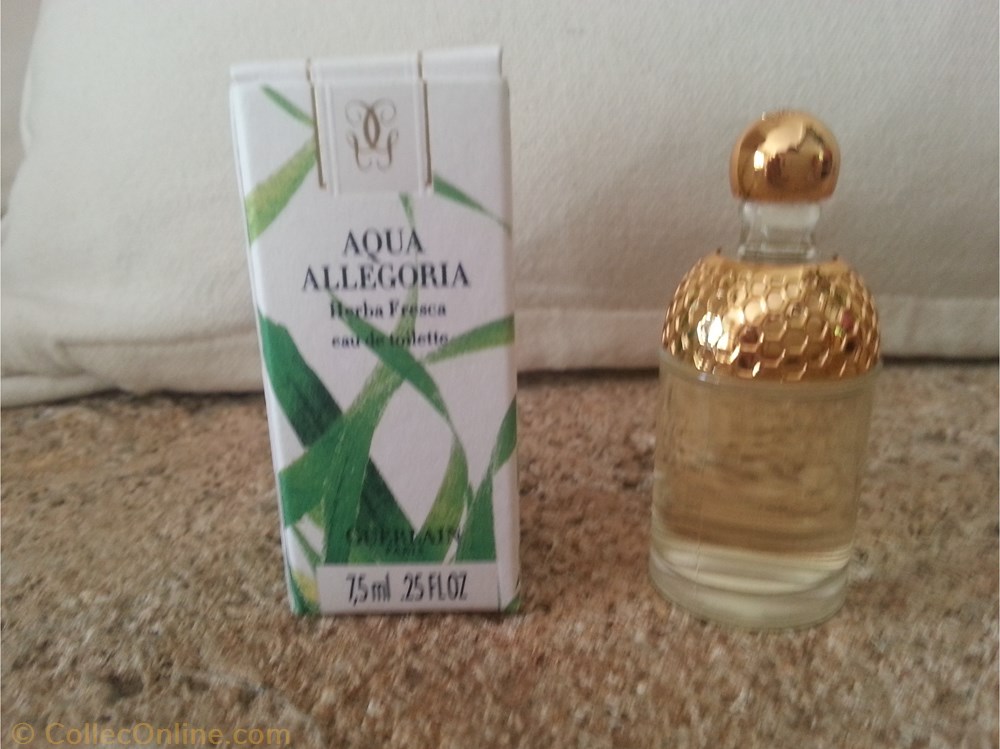 AQUA
ALLEGORIA
Herba Fresca
eau de toilette
GUERLAIN
PARIS
7,5 ml .25 FL OZ
© CollecOnline.com